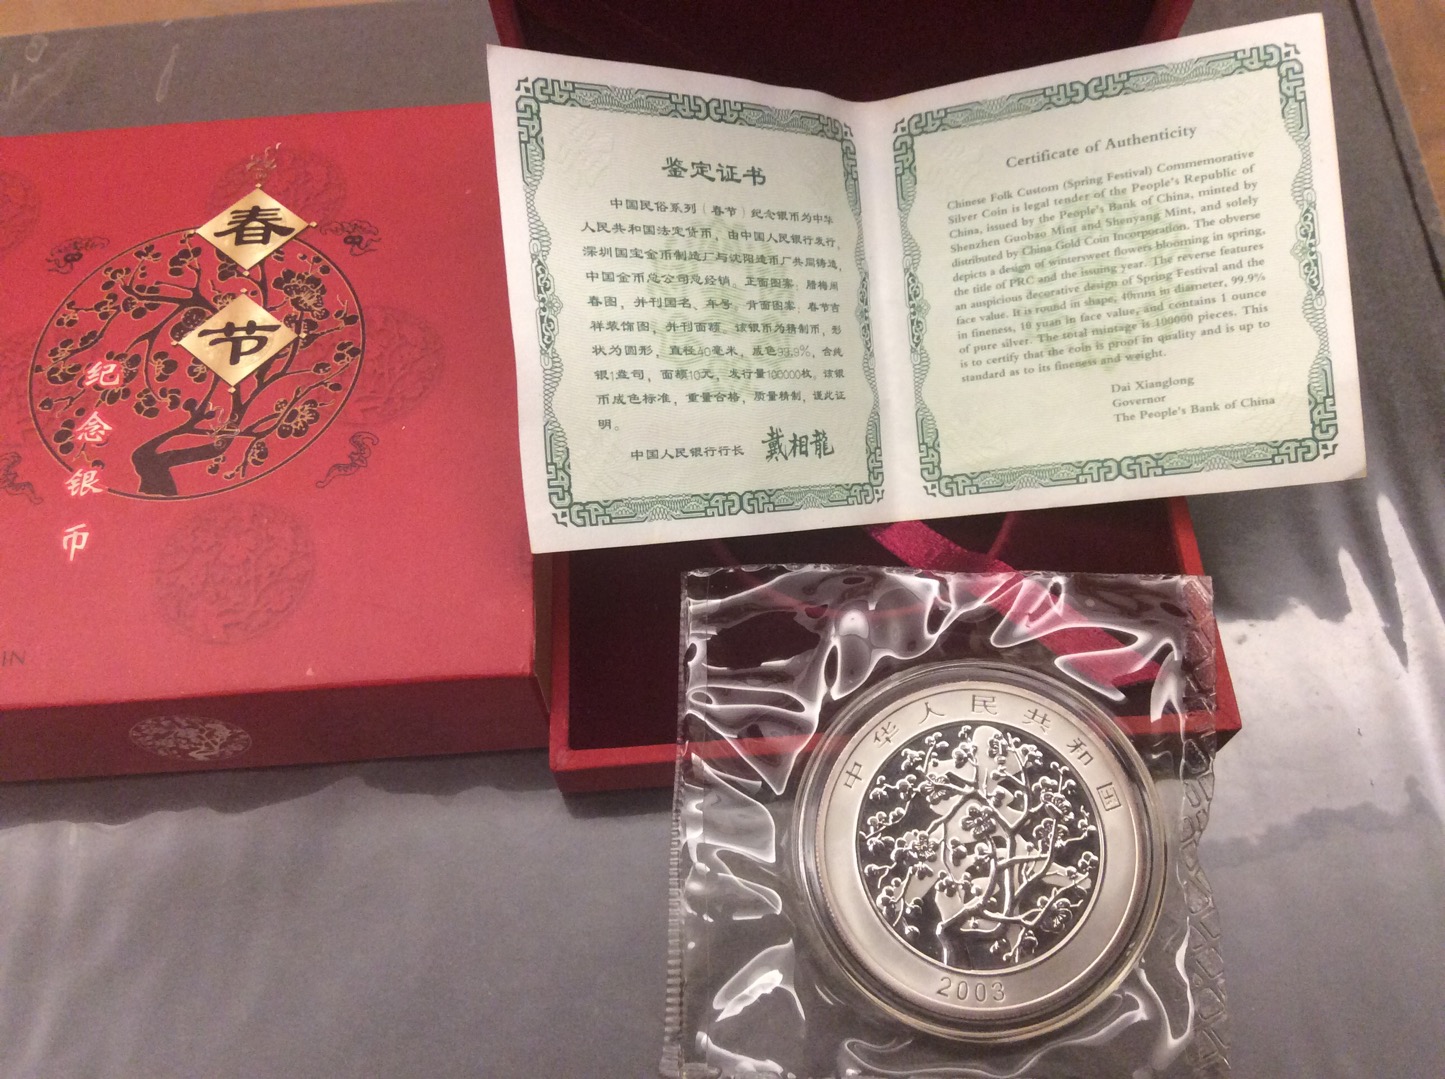 春
节
纪
念
银
币
IN
鉴定证书
中国民俗系列（春节）纪念银币为中华
人民共和国法定货币，由中国人民银行发行，
深圳国宝金币制造厂与沈阳造币厂共同铸造，
中国金币总公司总经销。正面图案：腊梅闹
春图，并刊国名、年号。背面图案：春节吉
祥装饰图，并刊面额。该银币为精制币，形
状为圆形，直径40毫米，成色99.9%，含纯
银1盎司，面额10元，发行量100000枚。该银
币成色标准，重量合格，质量精制，谨此证
明。
中国人民银行行长 戴相龍
Certificate of Authenticity
Chinese Folk Custom (Spring Festival) Commemorative
Silver Coin is legal tender of the People's Republic of
China, issued by the People's Bank of China, minted by
Shenzhen Guobao Mint and Shenyang Mint, and solely
distributed by China Gold Coin Incorporation. The obverse
depicts a design of wintersweet flowers blooming in spring,
the title of PRC and the issuing year. The reverse features
an auspicious decorative design of Spring Festival and the
face value. It is round in shape, 40mm in diameter, 99.9%
in fineness, 10 yuan in face value, and contains 1 ounce
of pure silver. The total mintage is 100000 pieces. This
is to certify that the coin is proof in quality and is up to
standard as to its fineness and weight.
Dai Xianglong
Governor
The People's Bank of China
中华人民共和国
2003